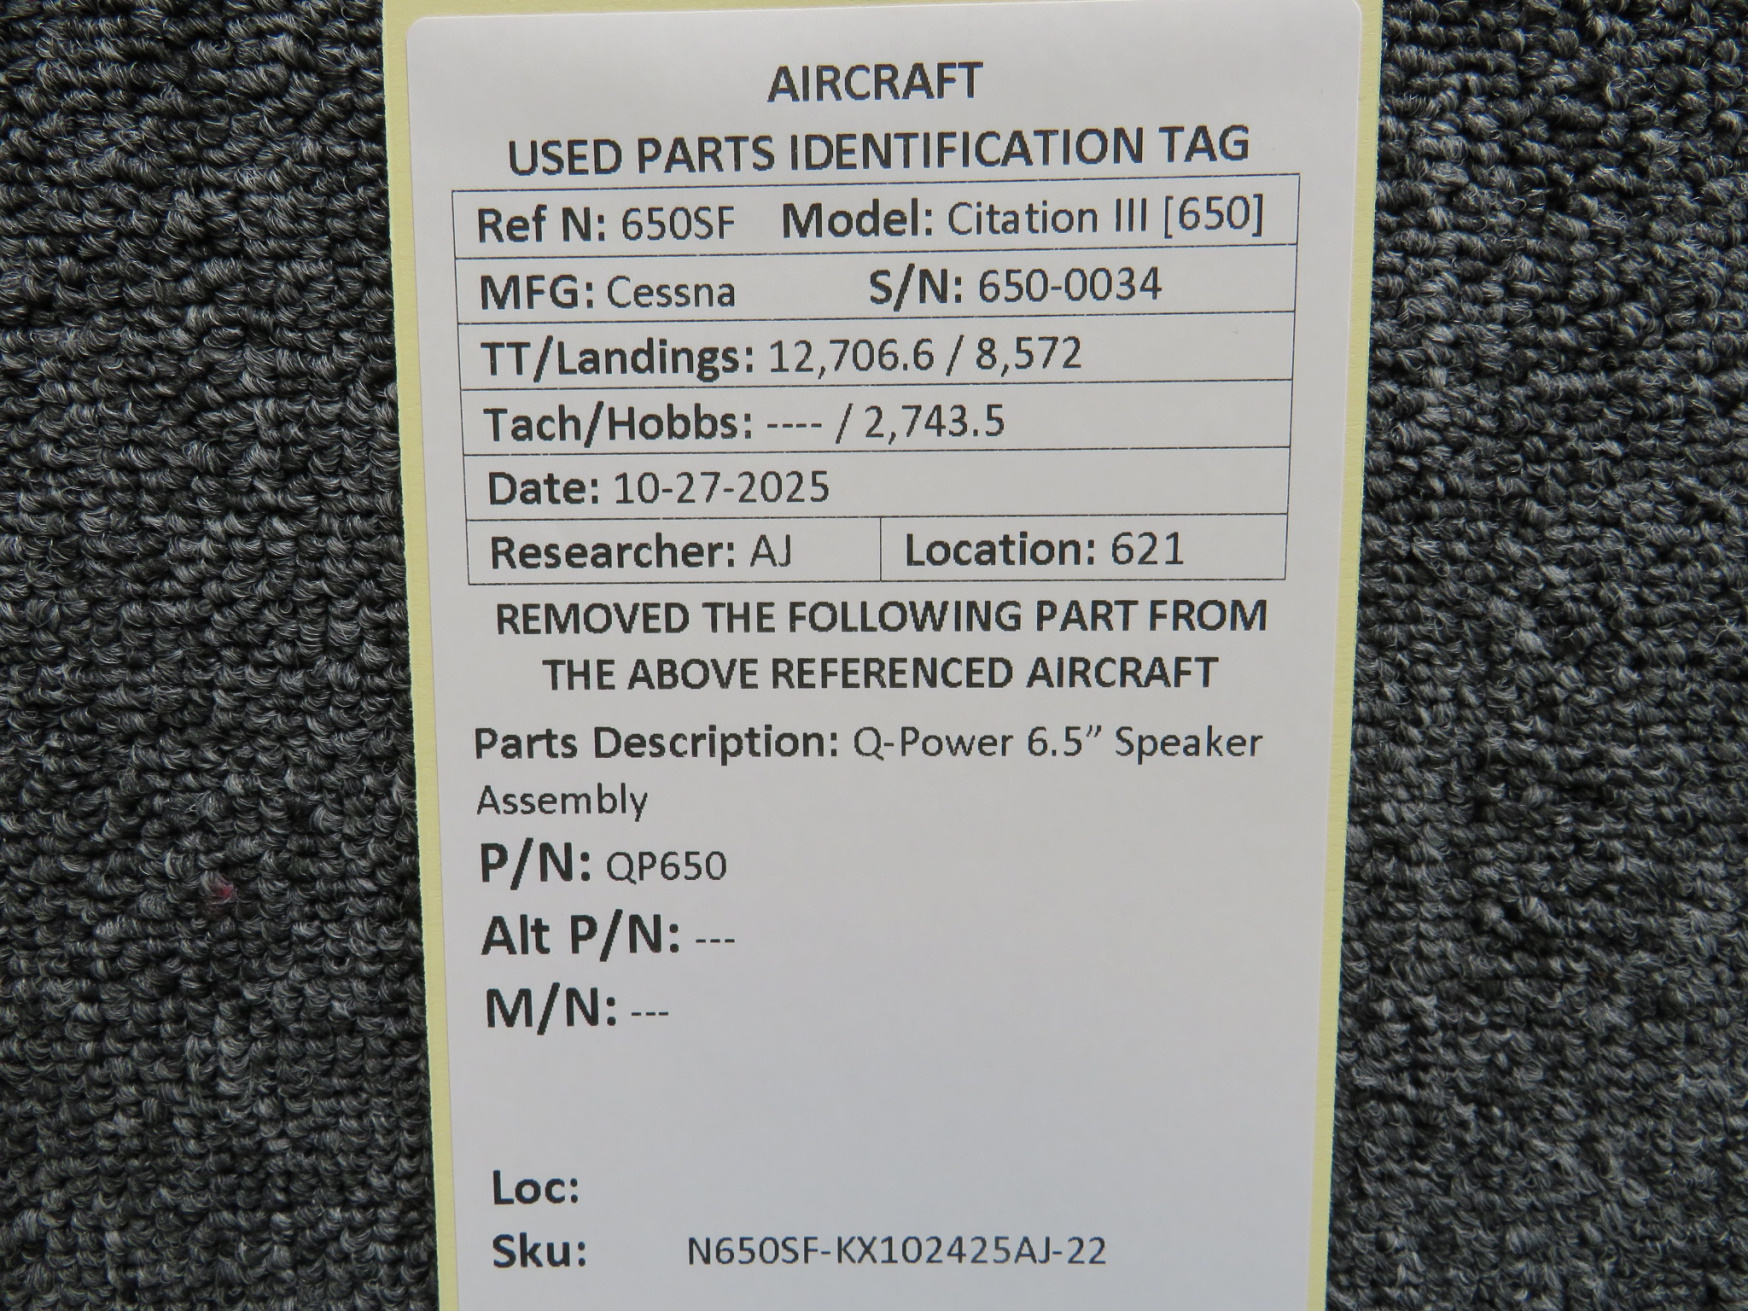 AIRCRAFT
USED PARTS IDENTIFICATION TAG
Ref N: 650SF Model: Citation III [650]
MFG: Cessna S/N: 650-0034
TT/Landings: 12,706.6 / 8,572
Tach/Hobbs: ---- / 2,743.5
Date: 10-27-2025
Researcher: AJ Location: 621
REMOVED THE FOLLOWING PART FROM
THE ABOVE REFERENCED AIRCRAFT
Parts Description: Q-Power 6.5” Speaker
Assembly
P/N: QP650
Alt P/N: ---
M/N: ---
Loc:
Sku: N650SF-KX102425AJ-22